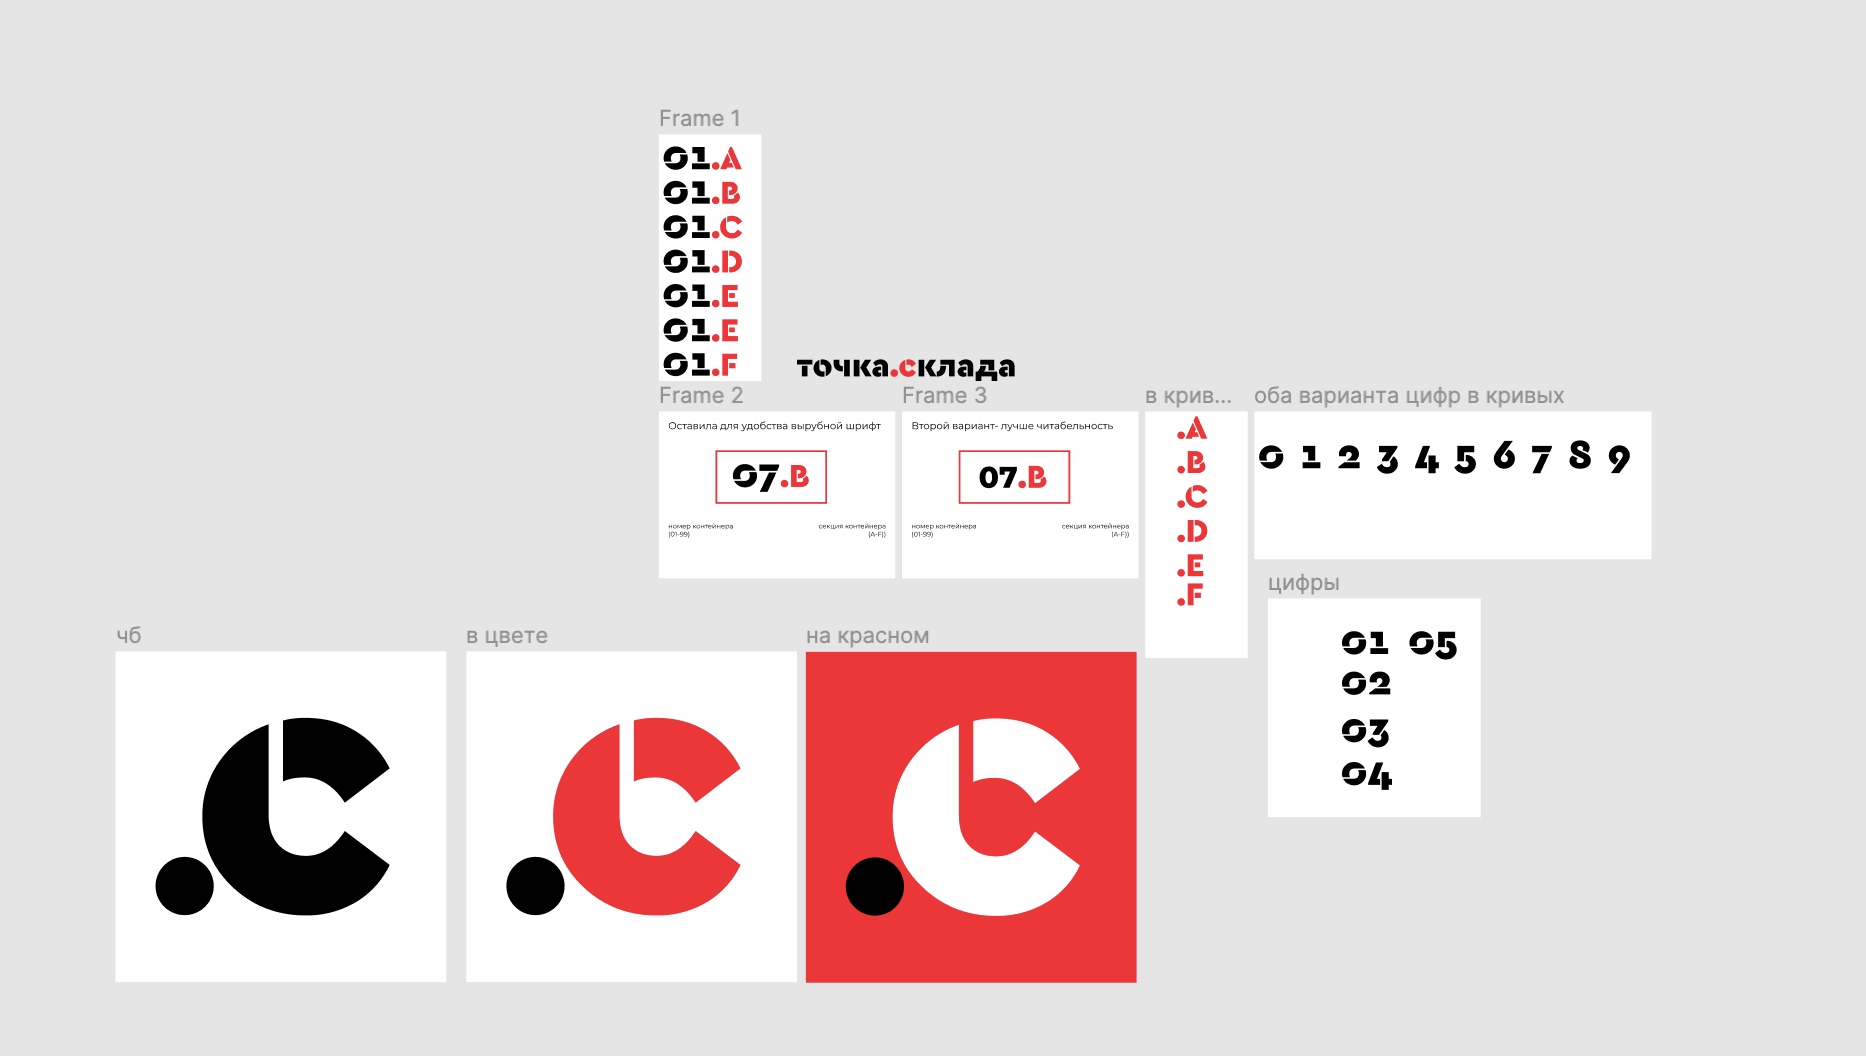 Frame 1
01.A
01.B
01.C
01.D
01.E
01.E
01.F
точка.склада
Frame 2
Оставила для удобства вырубной шрифт
07.B
номер контейнера
(01-99)
секция контейнера
(A-F))
Frame 3
Второй вариант- лучше читабельность
07.B
номер контейнера
(01-99)
секция контейнера
(A-F))
в крив...
.A
.B
.C
.D
.E
.F
оба варианта цифр в кривых
0 1 2 3 4 5 6 7 8 9
цифры
01 05
02
03
04
чб
.C
в цвете
.C
на красном
.C